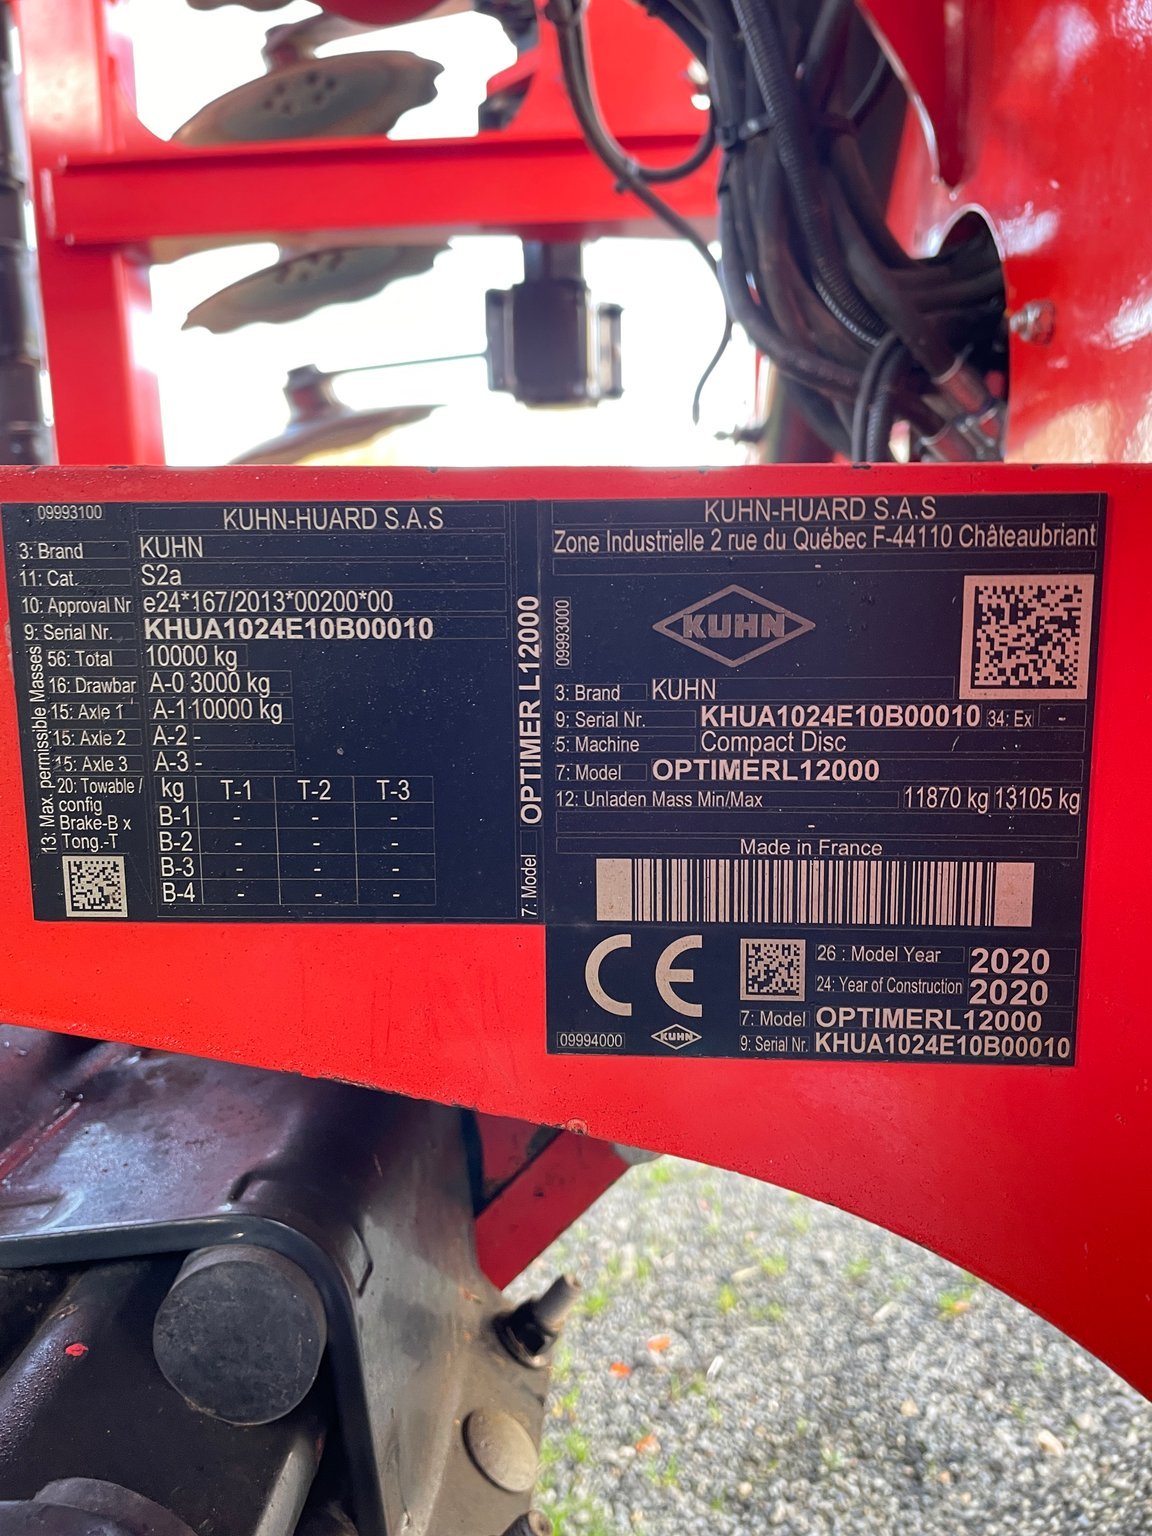 09993100
KUHN-HUARD S.A.S
3: Brand KUHN
11: Cat. S2a
10: Approval Nr e24*167/2013*00200*00
9: Serial Nr. KHUA1024E10B00010
13: Max. permissible Masses
56: Total 10000 kg
16: Drawbar A-0 3000 kg
15: Axle 1 A-1 10000 kg
15: Axle 2 A-2 -
15: Axle 3 A-3 -
20: Towable / config Brake-B x Tong.-T
kg T-1 T-2 T-3
B-1 - - -
B-2 - - -
B-3 - - -
B-4 - - -
7: Model OPTIMER L12000
KUHN-HUARD S.A.S
Zone Industrielle 2 rue du Québec F-44110 Châteaubriant
09993000
KUHN
3: Brand KUHN
9: Serial Nr. KHUA1024E10B00010 34: Ex -
5: Machine Compact Disc
7: Model OPTIMERL12000
12: Unladen Mass Min/Max 11870 kg 13105 kg
-
Made in France
CE
26 : Model Year 2020
24: Year of Construction 2020
7: Model OPTIMERL12000
09994000 KUHN 9: Serial Nr. KHUA1024E10B00010